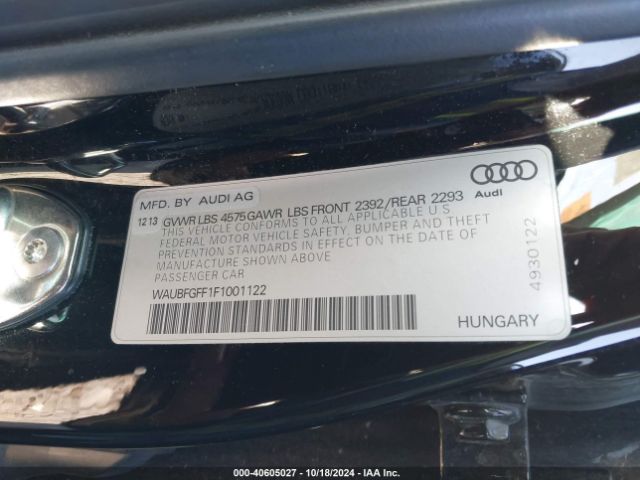 MFD. BY AUDI AG
12 13 GVWR LBS 4575 GAWR LBS FRONT 2392/REAR 2293
THIS VEHICLE CONFORMS TO ALL APPLICABLE U S
FEDERAL MOTOR VEHICLE SAFETY, BUMPER AND THEFT
PREVENTION STANDARDS IN EFFECT ON THE DATE OF
MANUFACTURE SHOWN ABOVE
PASSENGER CAR
WAUBFGFF1F1001122
HUNGARY
Audi
4930122
000-40605027 - 10/18/2024 - IAA Inc.